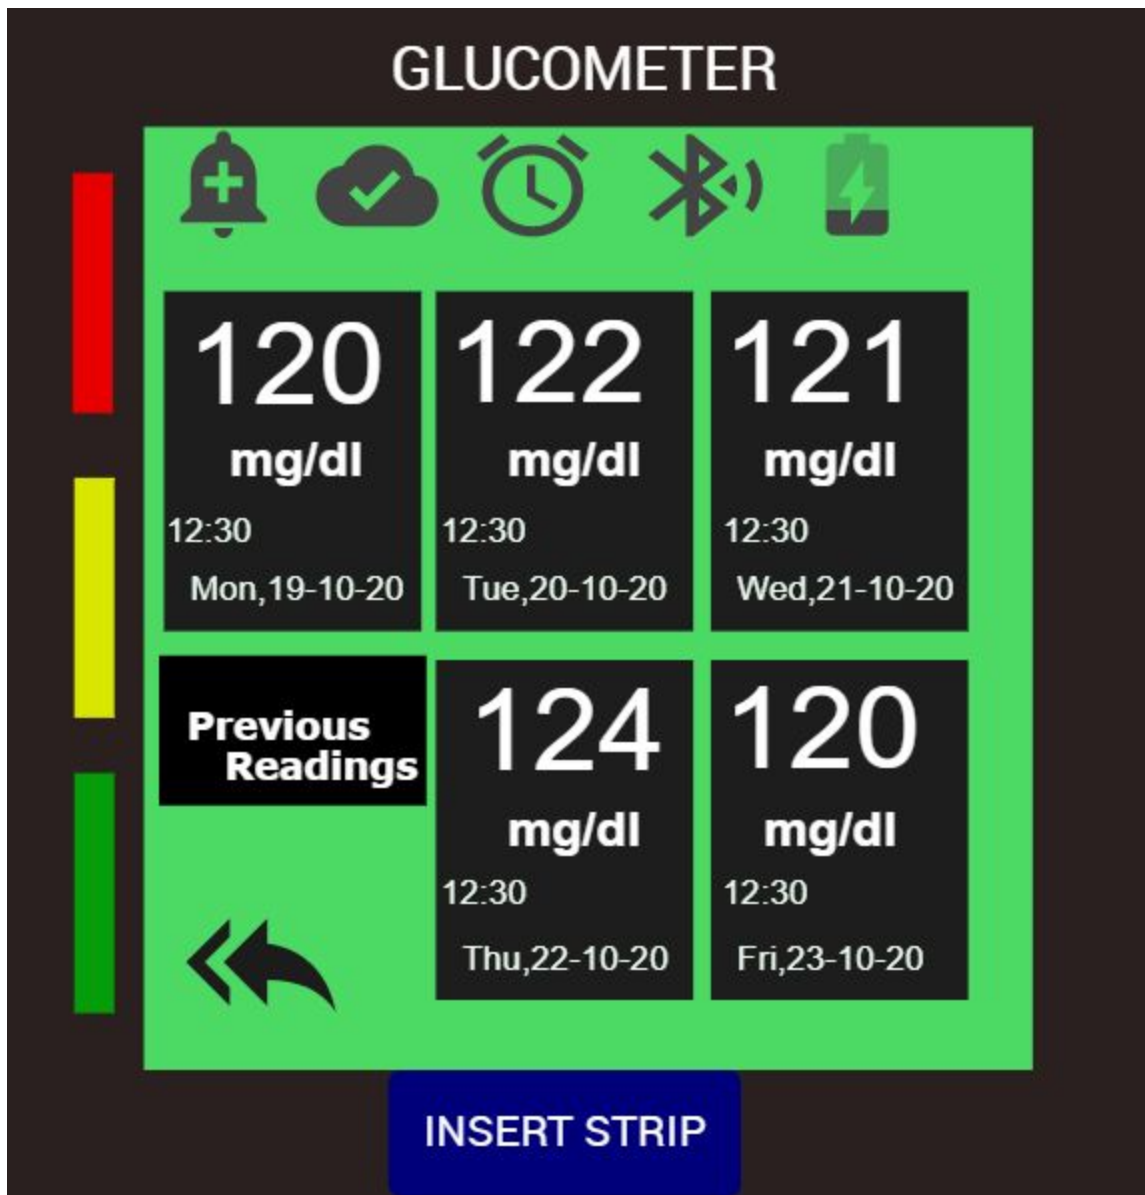 GLUCOMETER
120
mg/dl
12:30
Mon,19-10-20
122
mg/dl
12:30
Tue,20-10-20
121
mg/dl
12:30
Wed,21-10-20
Previous
Readings
124
mg/dl
12:30
Thu,22-10-20
120
mg/dl
12:30
Fri,23-10-20
INSERT STRIP